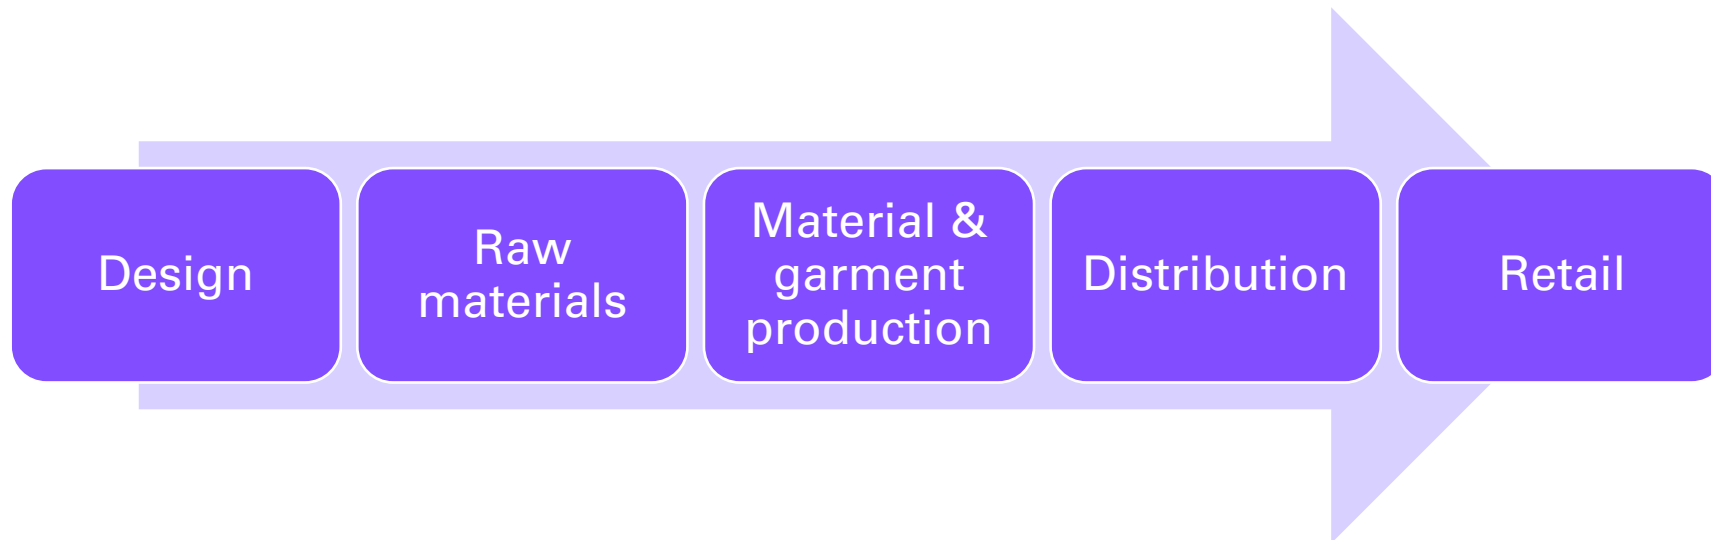 Design
Raw
materials
Material &
garment
production
Distribution
Retail